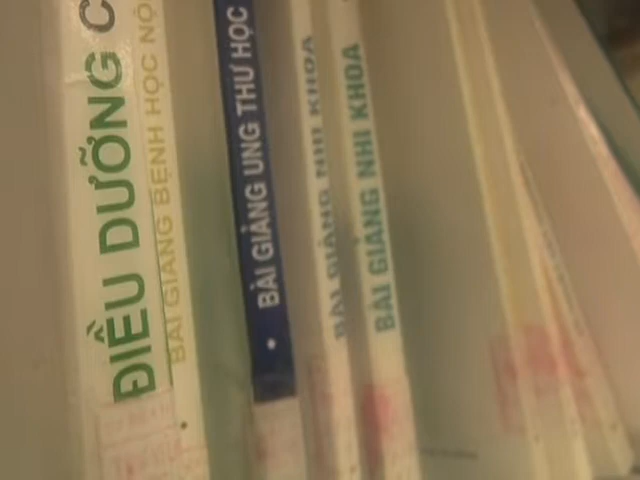 ĐIỀU DƯỠNG C
BÀI GIẢNG BỆNH HỌC NỘ
BÀI GIẢNG UNG THƯ HỌC
BÀI GIẢNG NHI KHOA
BÀI GIẢNG NHI KHOA